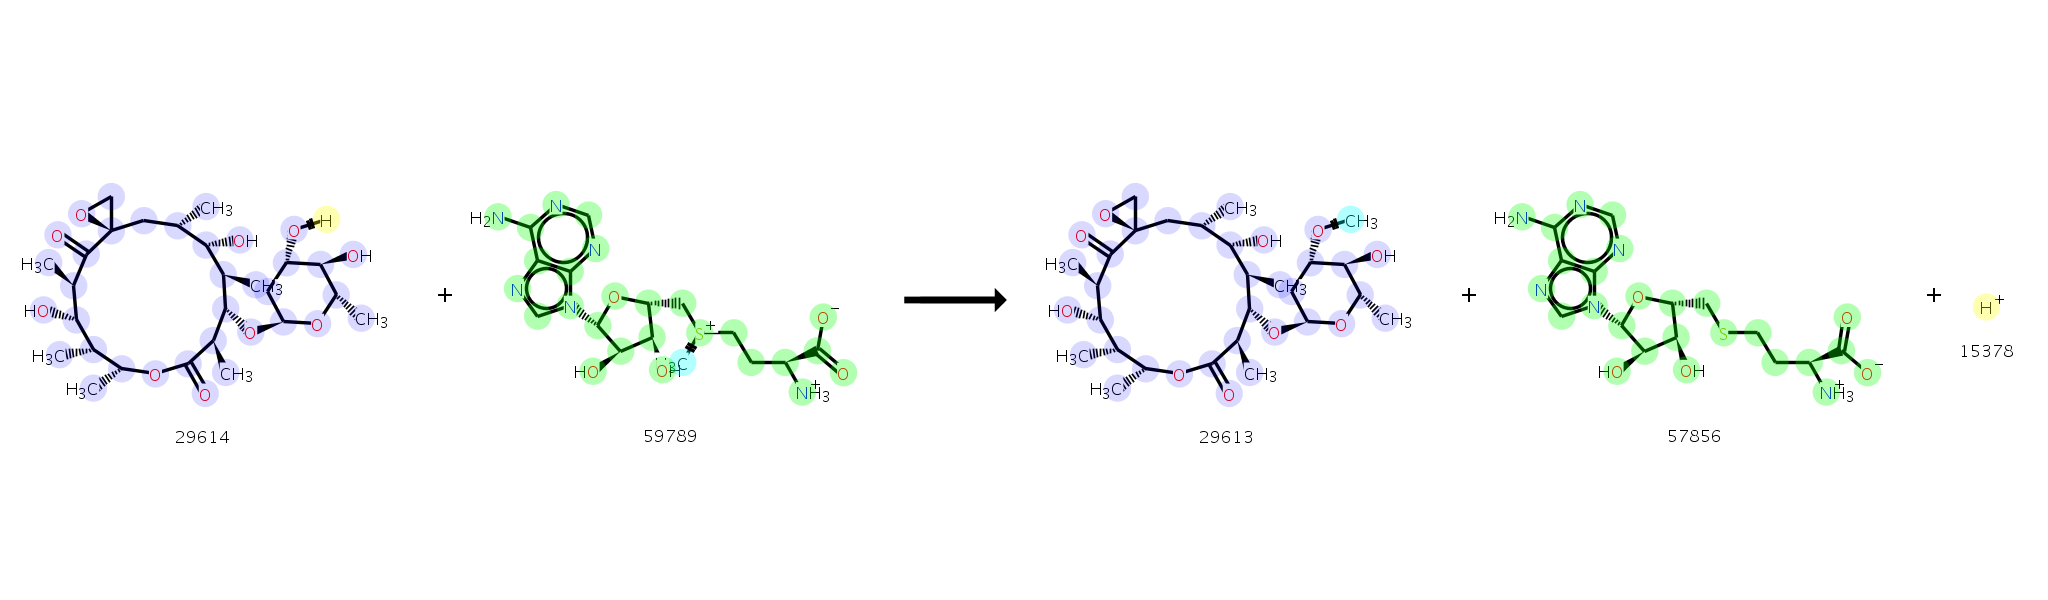 O
O
H3C
HO
H3C
H3C
O
O
CH3
O
CH3
OH
CH3
O
H
OH
O
CH3
29614
+
H2N
N
N
N
N
O
HO
OH
H3C
S+
O−
O
NH3+
59789
O
O
H3C
HO
H3C
H3C
O
O
CH3
O
CH3
OH
CH3
O
CH3
OH
O
CH3
29613
+
H2N
N
N
N
N
O
HO
OH
S
O
O−
NH3+
57856
+
H+
15378